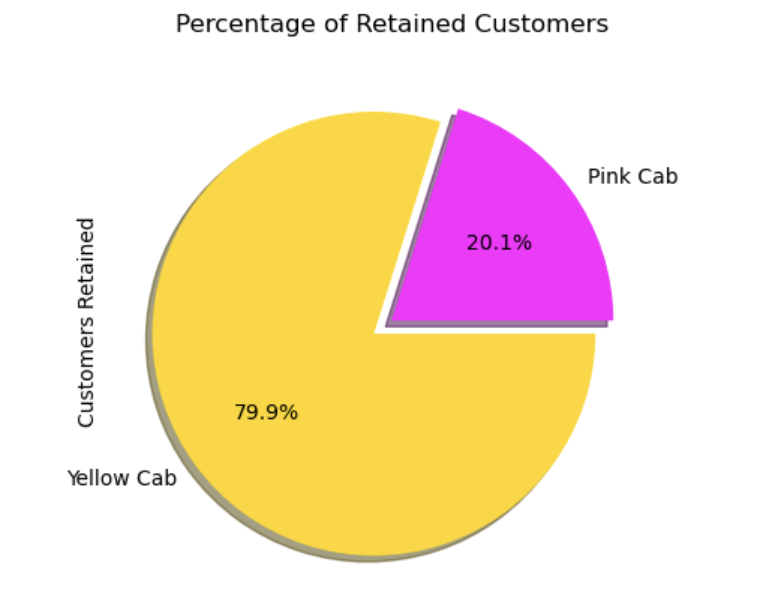 Percentage of Retained Customers
Pink Cab
20.1%
Customers Retained
79.9%
Yellow Cab